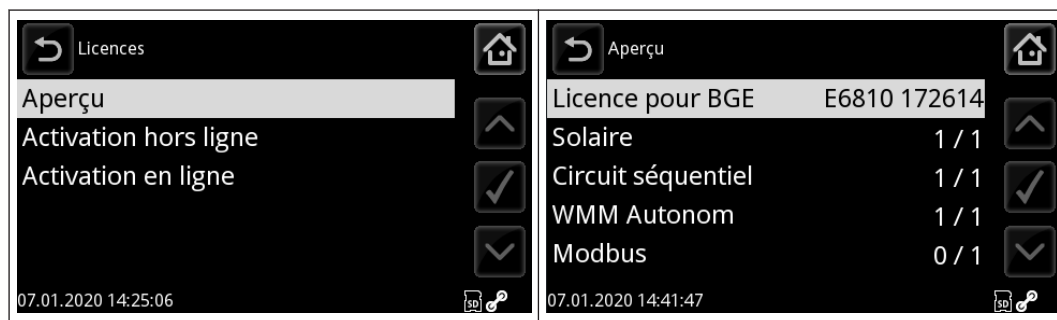 Licences
Aperçu
Activation hors ligne
Activation en ligne
07.01.2020 14:25:06
SD
Aperçu
Licence pour BGE E6810 172614
Solaire 1 / 1
Circuit séquentiel 1 / 1
WMM Autonom 1 / 1
Modbus 0 / 1
07.01.2020 14:41:47
SD